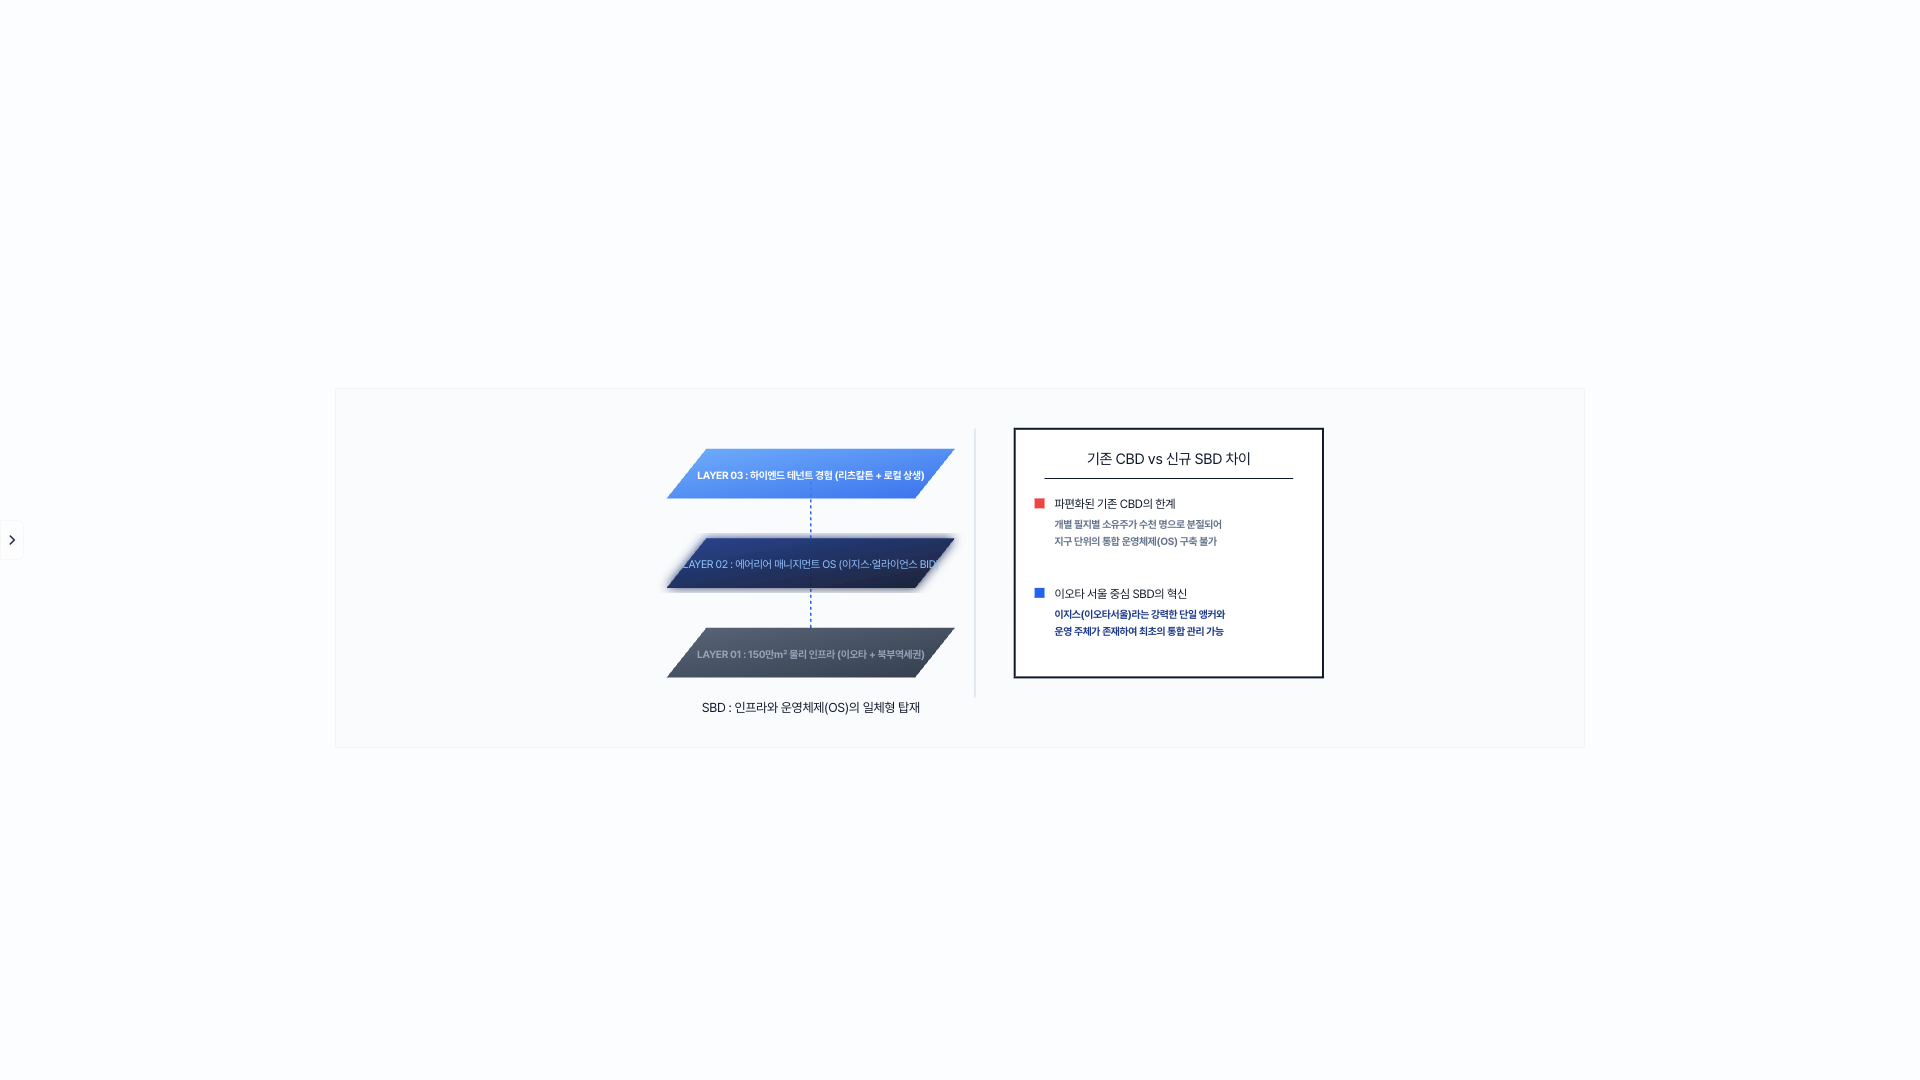 LAYER 03 : 하이엔드 테넌트 경험 (리츠칼튼 + 로컬 상생)
LAYER 02 : 에어리어 매니지먼트 OS (이지스·얼라이언스 BID)
LAYER 01 : 150만m² 물리 인프라 (이오타 + 북부역세권)
SBD : 인프라와 운영체제(OS)의 일체형 탑재
기존 CBD vs 신규 SBD 차이
파편화된 기존 CBD의 한계
개별 필지별 소유주가 수천 명으로 분절되어
지구 단위의 통합 운영체제(OS) 구축 불가
이오타 서울 중심 SBD의 혁신
이지스(이오타서울)라는 강력한 단일 앵커와
운영 주체가 존재하여 최초의 통합 관리 가능